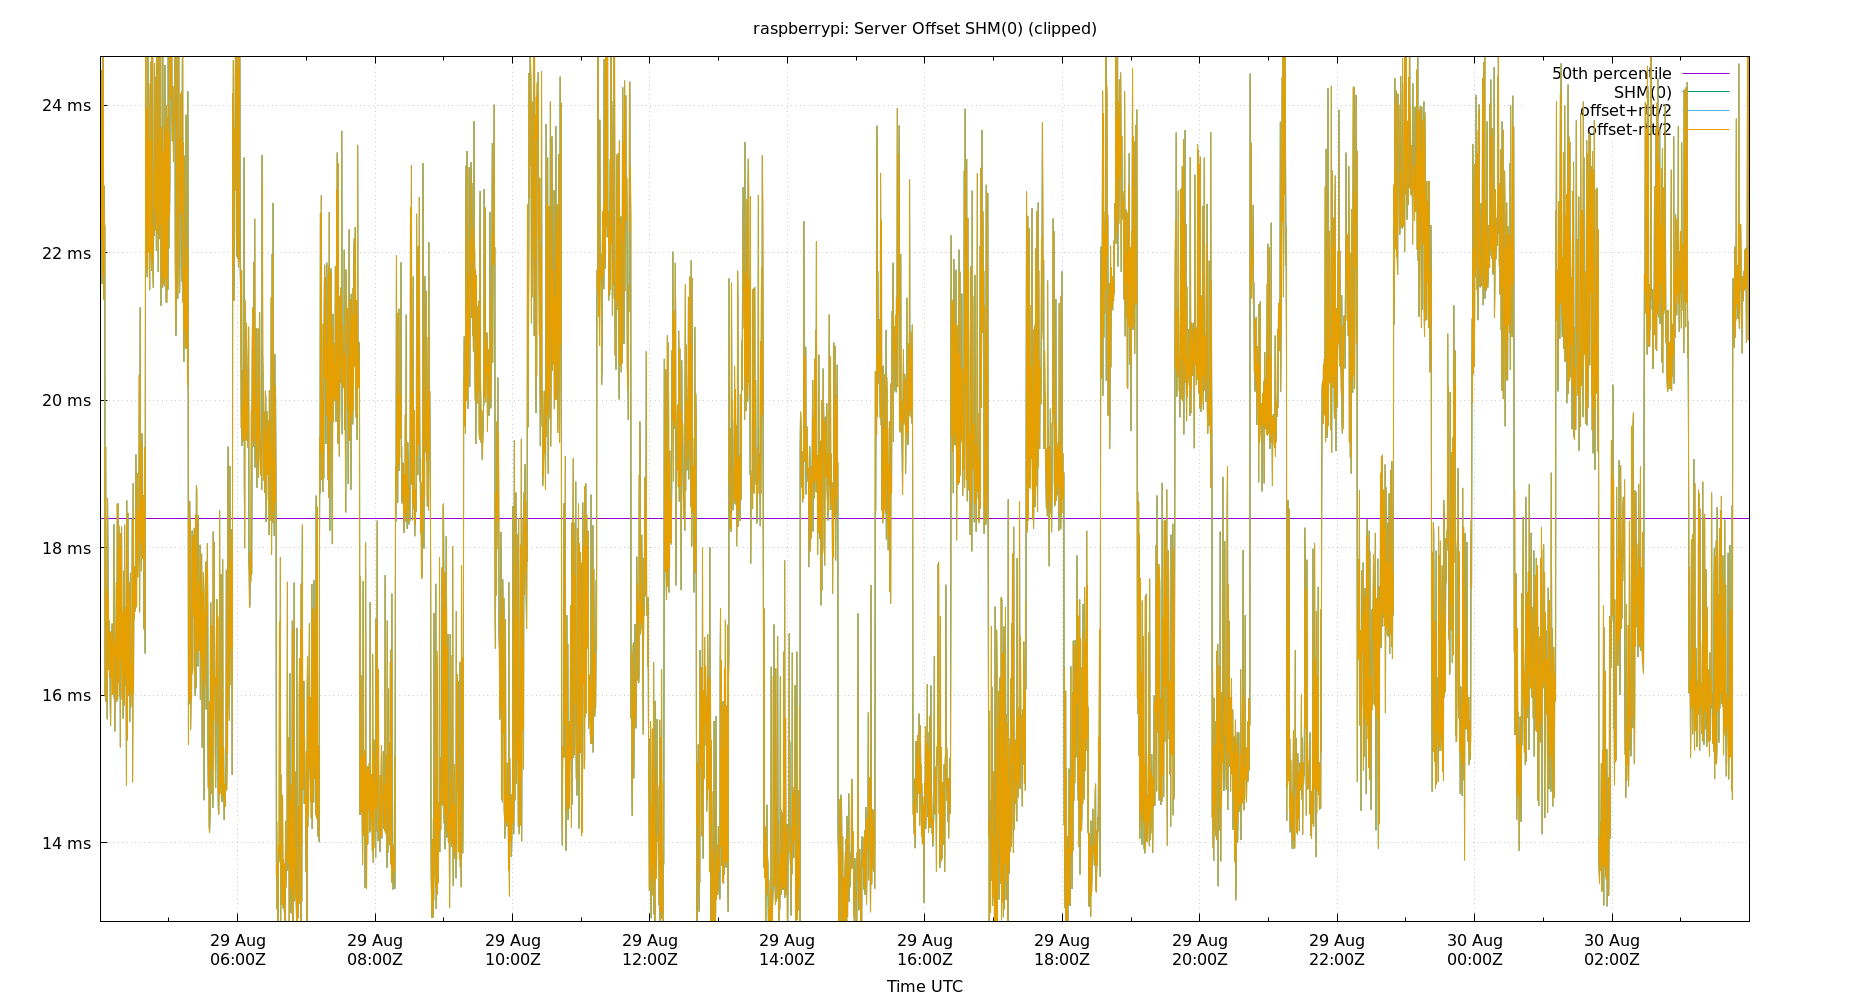 raspberrypi: Server Offset SHM(0) (clipped)
50th percentile
SHM(0)
offset+rtt/2
offset-rtt/2
24 ms
22 ms
20 ms
18 ms
16 ms
14 ms
29 Aug 29 Aug 29 Aug 29 Aug 29 Aug 29 Aug 29 Aug 29 Aug 29 Aug 30 Aug 30 Aug
06:00Z 08:00Z 10:00Z 12:00Z 14:00Z 16:00Z 18:00Z 20:00Z 22:00Z 00:00Z 02:00Z
Time UTC